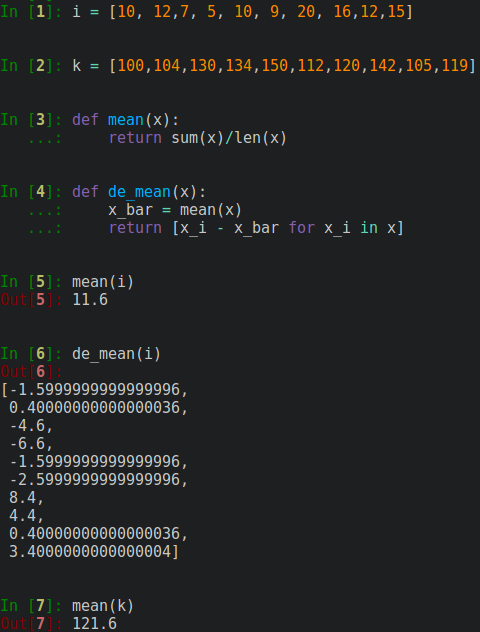 In [1]: i = [10, 12,7, 5, 10, 9, 20, 16,12,15]
In [2]: k = [100,104,130,134,150,112,120,142,105,119]
In [3]: def mean(x):
   ...:     return sum(x)/len(x)
In [4]: def de_mean(x):
   ...:     x_bar = mean(x)
   ...:     return [x_i - x_bar for x_i in x]
In [5]: mean(i)
Out[5]: 11.6
In [6]: de_mean(i)
Out[6]:
[-1.5999999999999996,
 0.40000000000000036,
 -4.6,
 -6.6,
 -1.5999999999999996,
 -2.5999999999999996,
 8.4,
 4.4,
 0.40000000000000036,
 3.4000000000000004]
In [7]: mean(k)
Out[7]: 121.6